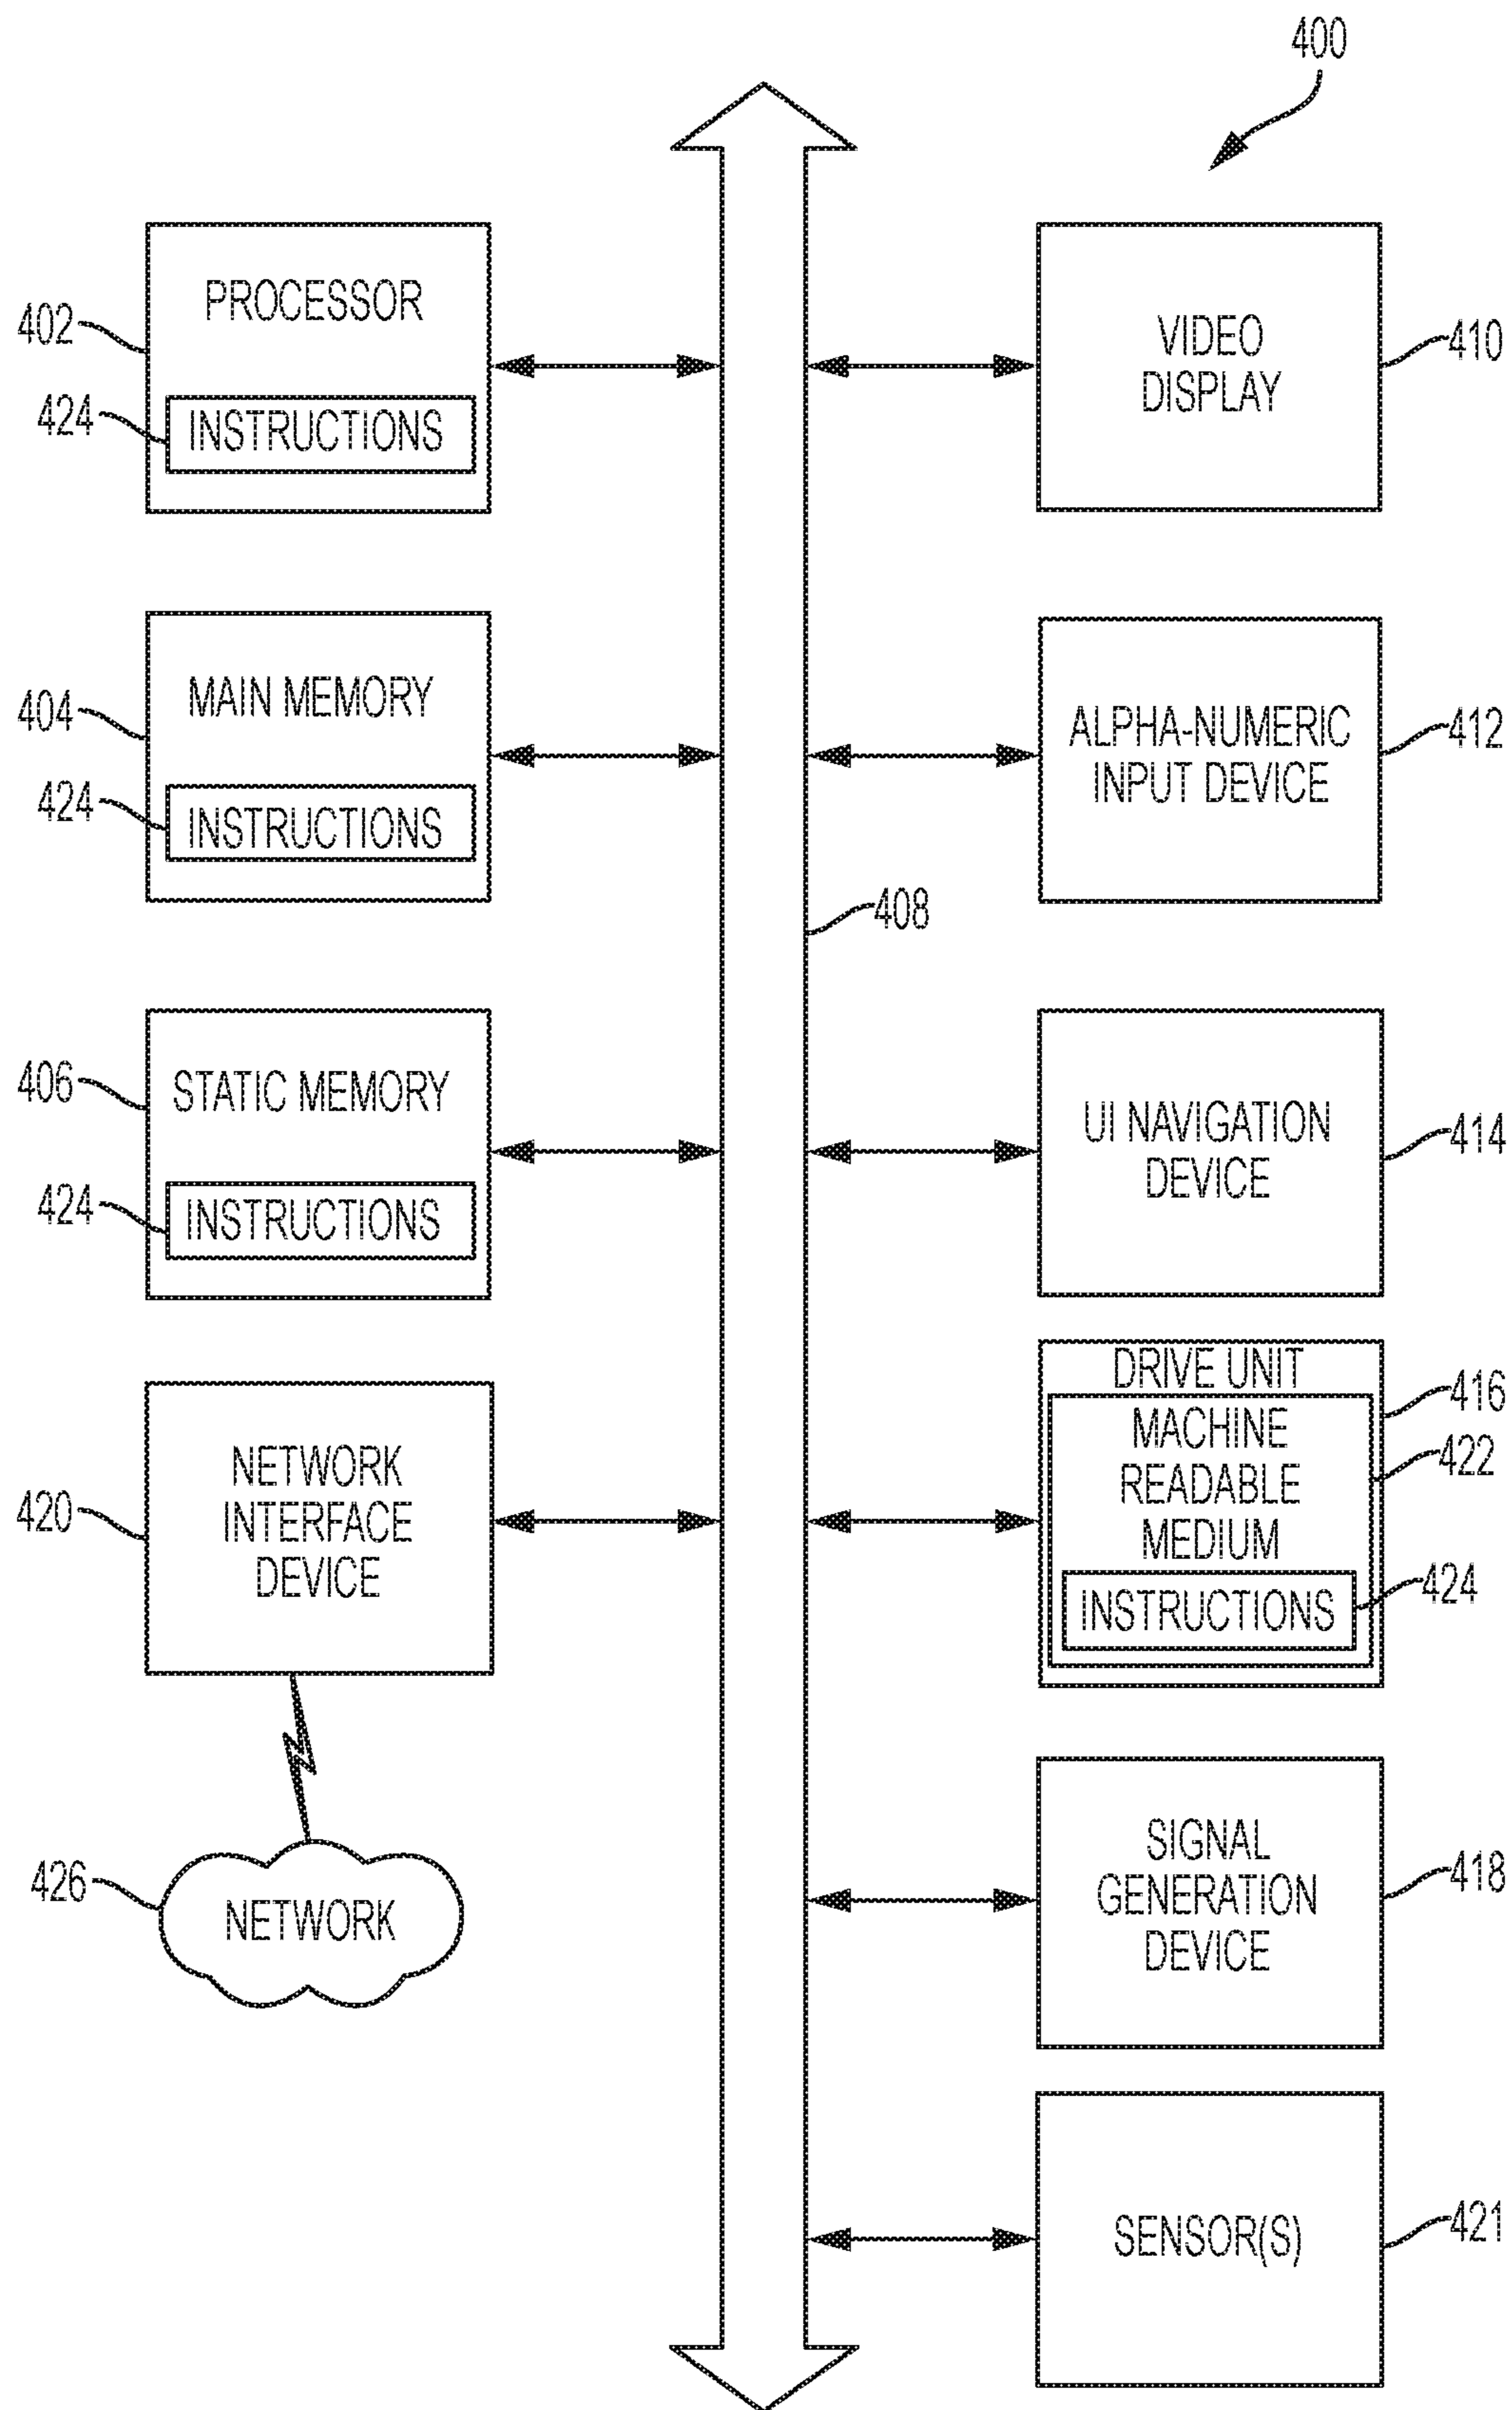 400
PROCESSOR
402
424
INSTRUCTIONS
VIDEO
DISPLAY
410
MAIN MEMORY
404
424
INSTRUCTIONS
ALPHA-NUMERIC
INPUT DEVICE
412
408
STATIC MEMORY
406
424
INSTRUCTIONS
UI NAVIGATION
DEVICE
414
NETWORK
INTERFACE
DEVICE
420
DRIVE UNIT
416
MACHINE
READABLE
MEDIUM
422
INSTRUCTIONS
424
426
NETWORK
SIGNAL
GENERATION
DEVICE
418
SENSOR(S)
421